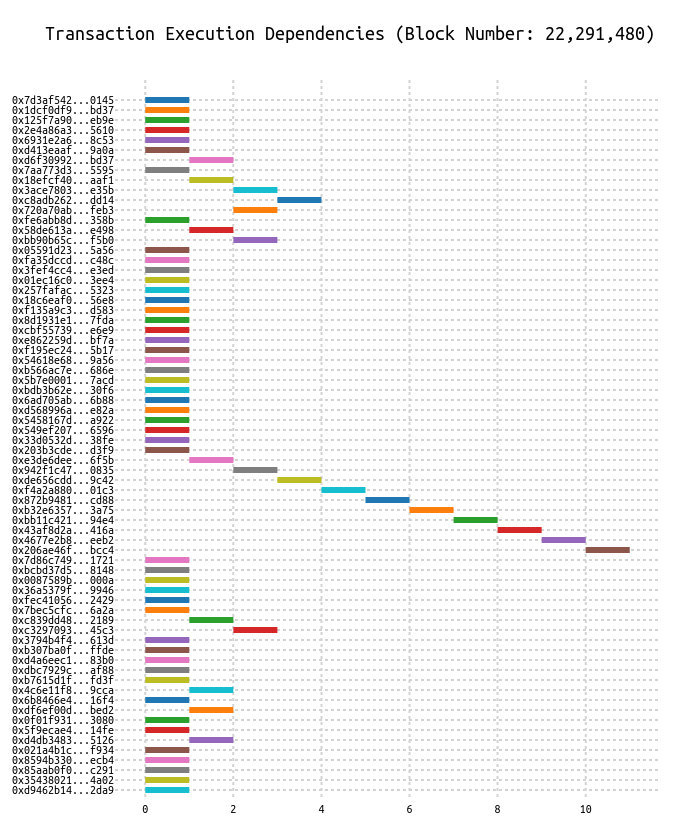 Transaction Execution Dependencies (Block Number: 22,291,480)
0x7d3af542...0145
0x1dcf0df9...bd37
0x125f7a90...eb9e
0x2e4a86a3...5610
0x6931e2a6...8c53
0xd413eaaf...9a0a
0xd6f30992...bd37
0x7aa773d3...5595
0x18efcf40...aaf1
0x3ace7803...e35b
0xc8adb262...dd14
0x720a70ab...feb3
0xfe6abb8d...358b
0x58de613a...e498
0xbb90b65c...f5b0
0x05591d23...5a56
0xfa35dccd...c48c
0x3fef4cc4...e3ed
0x01ec16c0...3ee4
0x257fafac...5323
0x18c6eaf0...56e8
0xf135a9c3...d583
0x8d1931e1...7fda
0xcbf55739...e6e9
0xe862259d...bf7a
0xf195ec24...5b17
0x54618e68...9a56
0xb566ac7e...686e
0x5b7e0001...7acd
0xbdb3b62e...30f6
0x6ad705ab...6b88
0xd568996a...e82a
0x5458167d...a922
0x549ef207...6596
0x33d0532d...38fe
0x203b3cde...d3f9
0xe3de6dee...6f5b
0x942f1c47...0835
0xde656cdd...9c42
0xf4a2a880...01c3
0x872b9481...cd88
0xb32e6357...3a75
0xbb11c421...94e4
0x43af8d2a...416a
0x4677e2b8...eeb2
0x206ae46f...bcc4
0x7d86c749...1721
0xbcbd37d5...8148
0x0087589b...000a
0x36a5379f...9946
0xfec41056...2429
0x7bec5cfc...6a2a
0xc839dd48...2189
0xc3297093...45c3
0x3794b4f4...613d
0xb307ba0f...ffde
0xd4a6eec1...83b0
0xdbc7929c...af88
0xb7615d1f...fd3f
0x4c6e11f8...9cca
0x6b8466e4...16f4
0xdf6ef00d...bed2
0x0f01f931...3080
0x5f9ecae4...14fe
0xd4db3483...5126
0x021a4b1c...f934
0x8594b330...ecb4
0x85aab0f0...c291
0x35438021...4a02
0xd9462b14...2da9
0 2 4 6 8 10